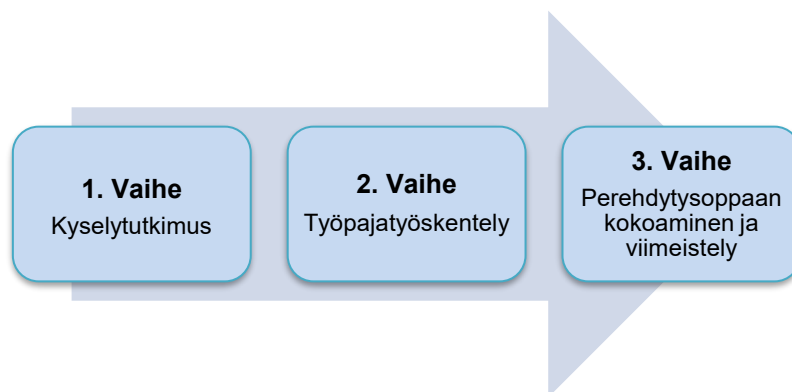 1. Vaihe
Kyselytutkimus
2. Vaihe
Työpajatyöskentely
3. Vaihe
Perehdytysoppaan
kokoaminen ja
viimeistely